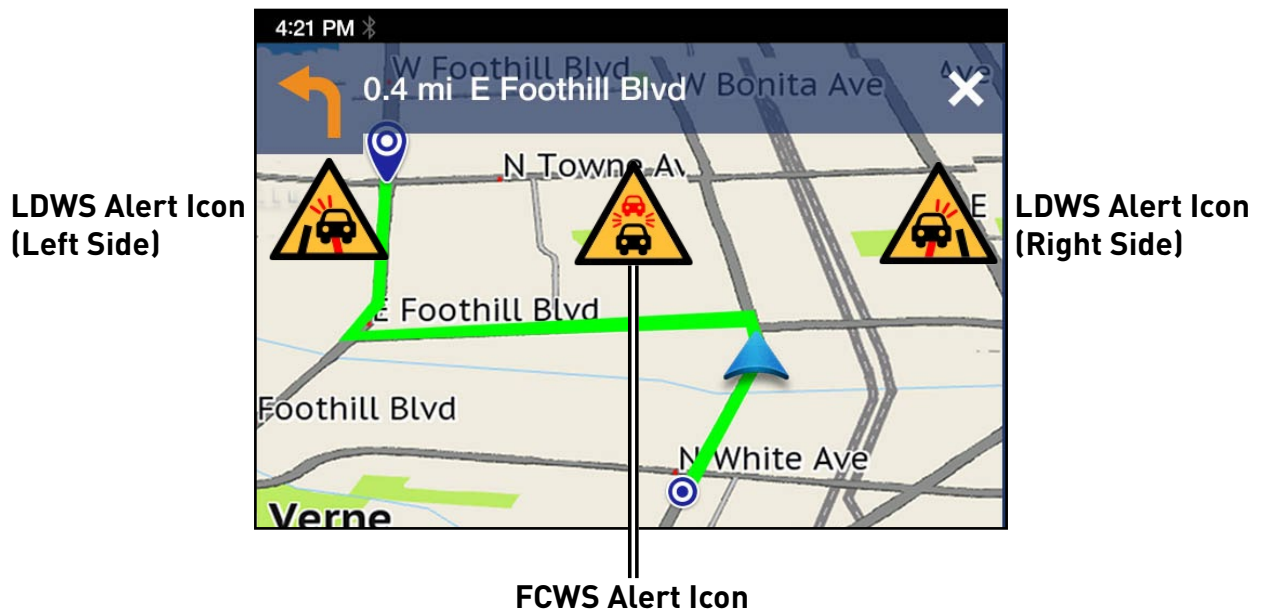 4:21 PM
W Foothill Blvd
W Bonita Ave
Ave
0.4 mi E Foothill Blvd
N Towne Av
E
LDWS Alert Icon
(Left Side)
LDWS Alert Icon
(Right Side)
E Foothill Blvd
Foothill Blvd
N White Ave
Verne
FCWS Alert Icon